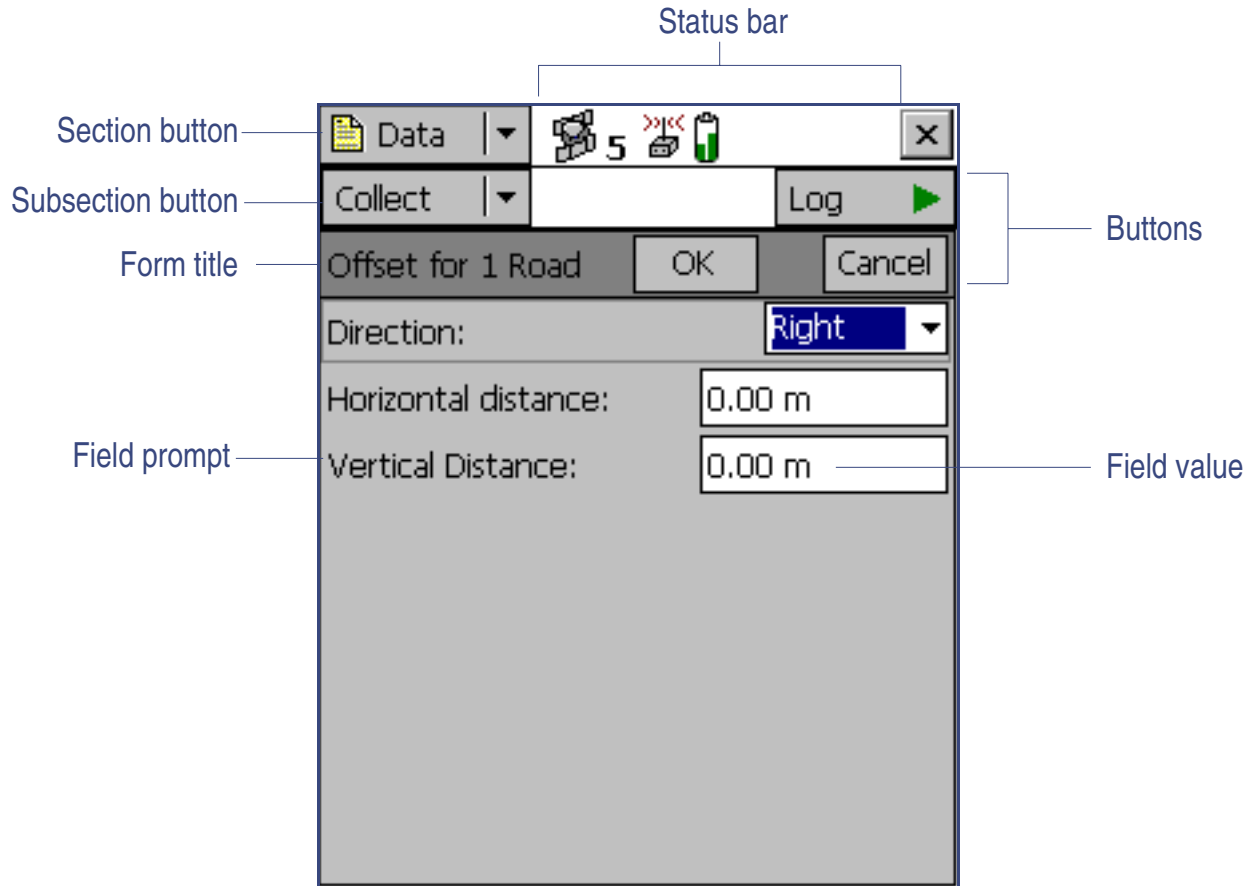 Status bar
Section button
Data
5
Subsection button
Collect
Log
Buttons
Form title
Offset for 1 Road
OK
Cancel
Direction:
Right
Horizontal distance:
0.00 m
Field prompt
Vertical Distance:
0.00 m
Field value